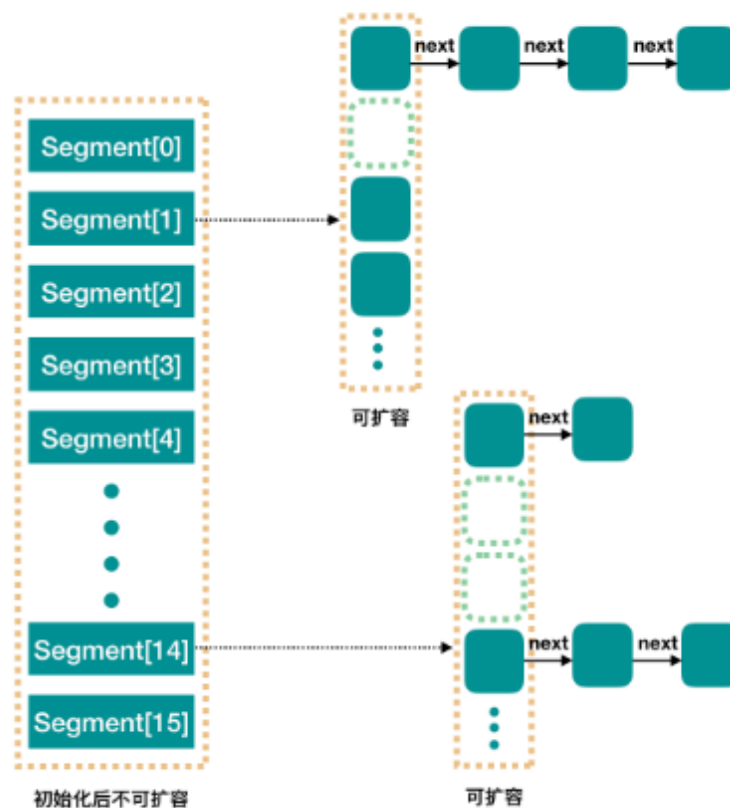 next next next
Segment[0]
Segment[1]
Segment[2]
Segment[3]
可扩容
Segment[4]
next
Segment[14]
next next
Segment[15]
初始化后不可扩容
可扩容